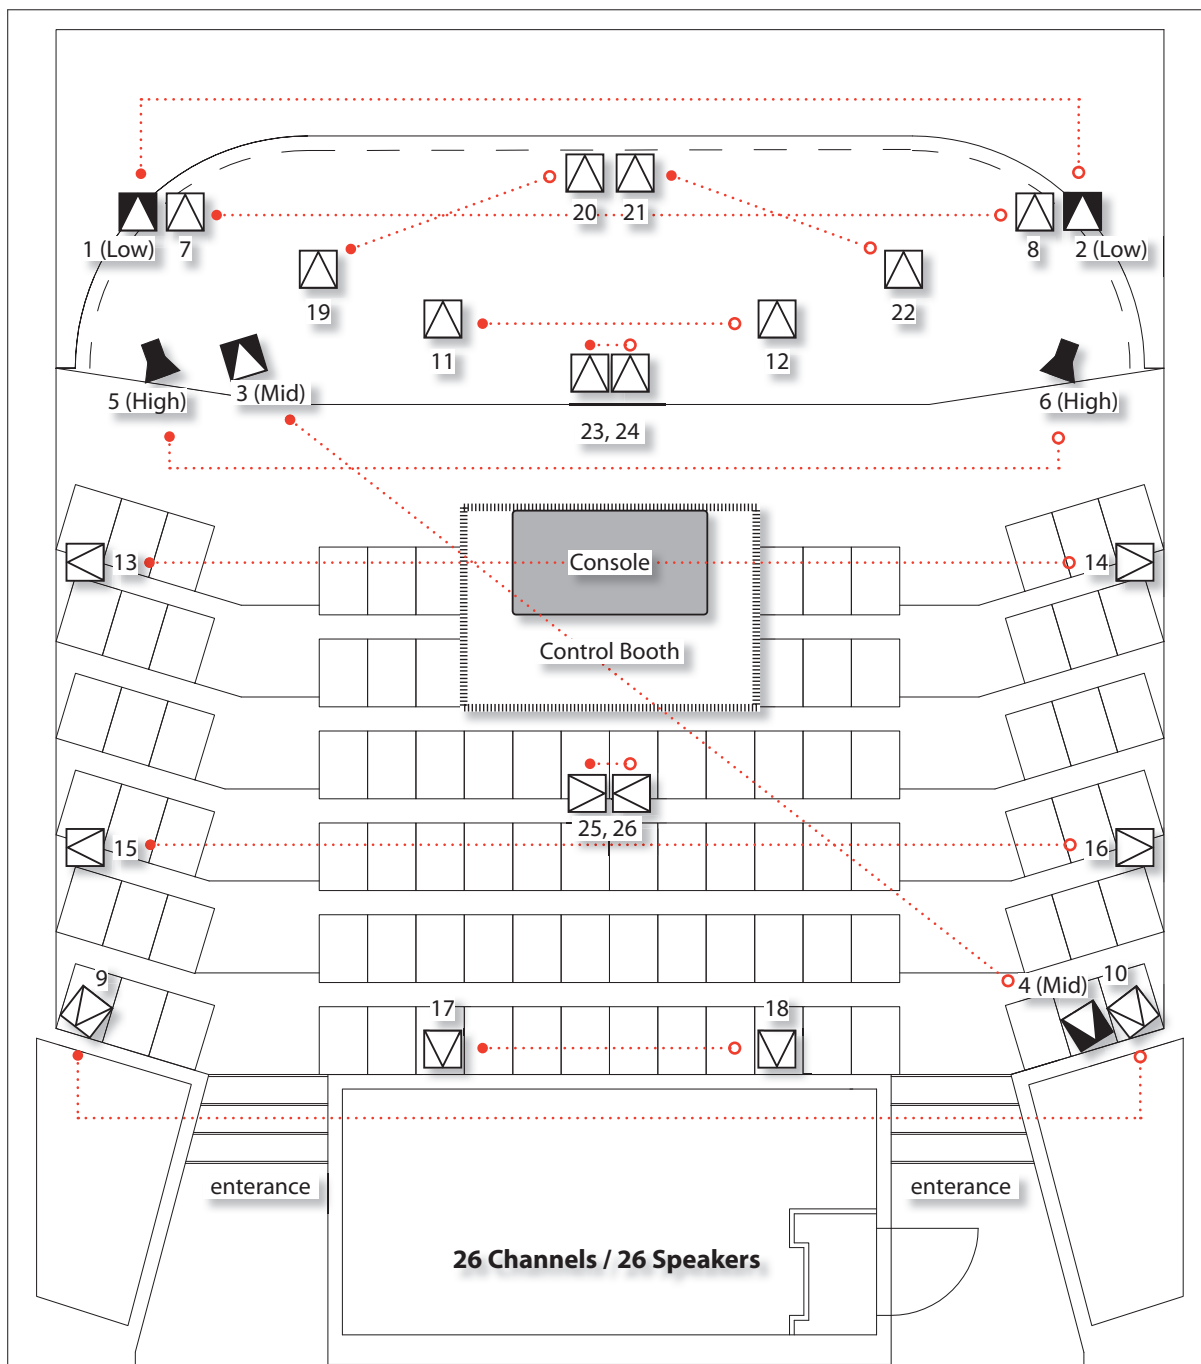 20 21
1 (Low) 7 8 2 (Low)
19 22
11 12
5 (High) 3 (Mid) 6 (High)
23, 24
13 Console 14
Control Booth
25, 26
15 16
9 4 (Mid) 10
17 18
enterance enterance
26 Channels / 26 Speakers